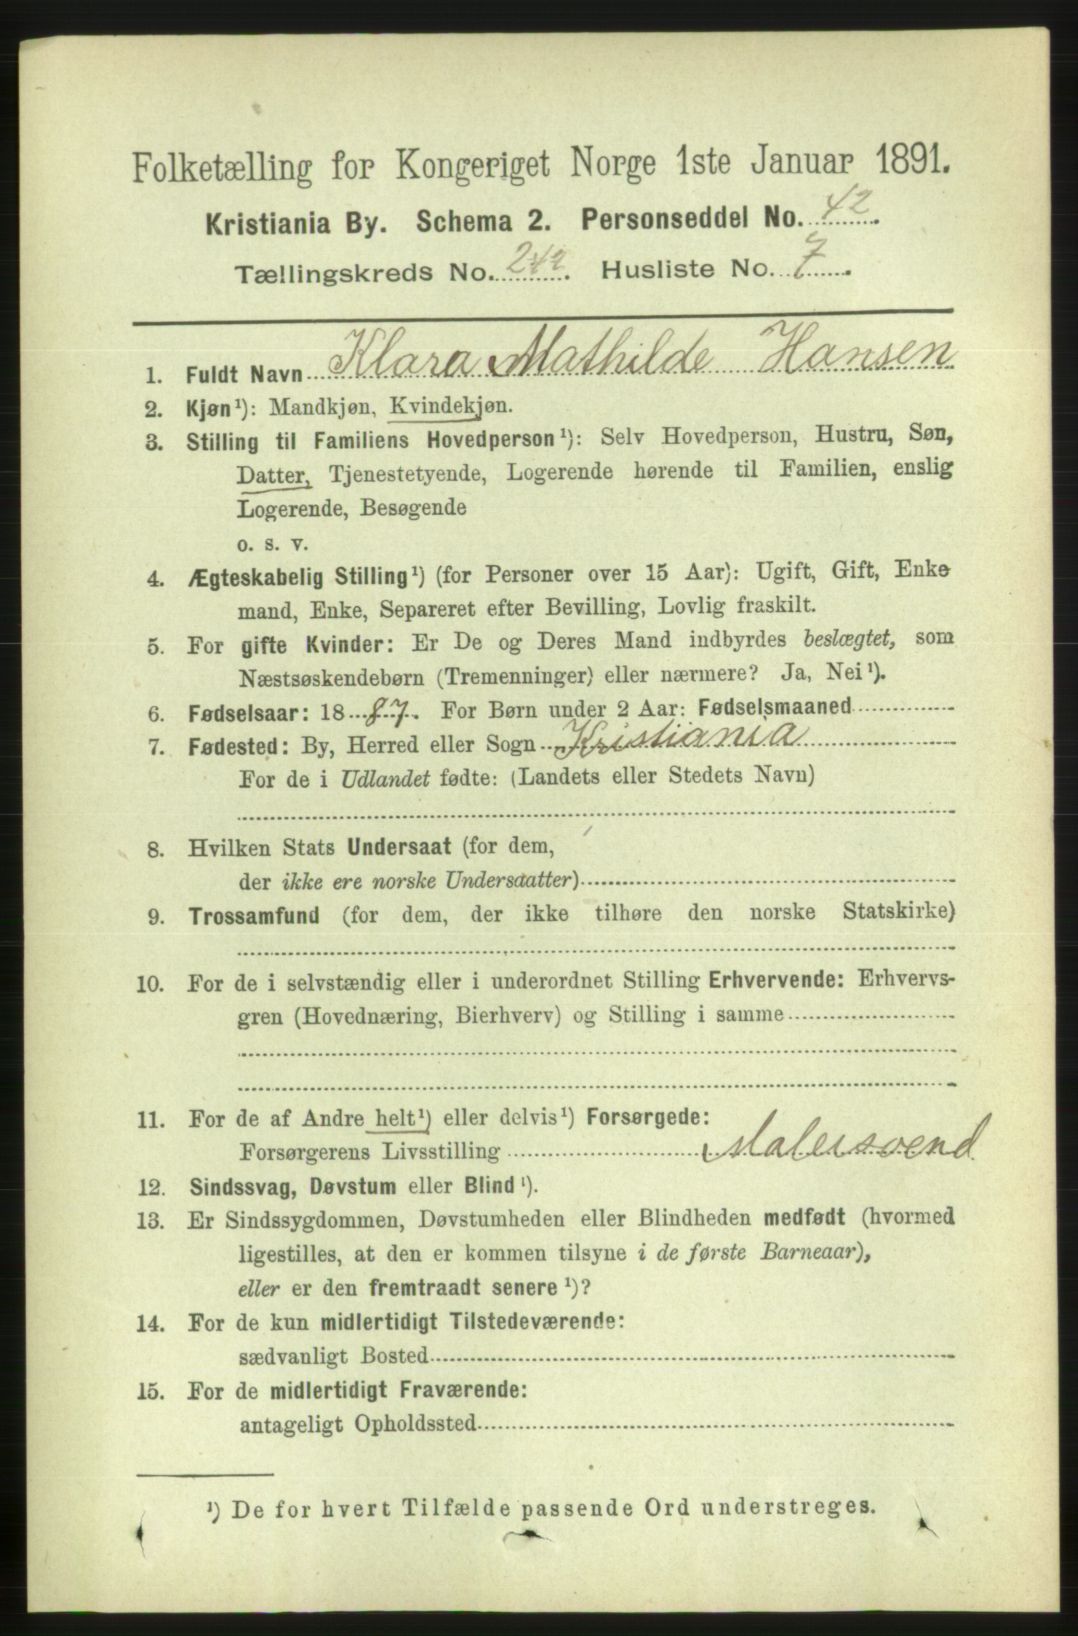 Folketælling for Kongeriget Norge 1ste Januar 1891.
Kristiania By. Schema 2. Personseddel No. 42.
Tællingskreds No. 242. Husliste No. 7.
1. Fuldt Navn Klara Mathilde Hansen
2. Kjøn¹): Mandkjøn, Kvindekjøn.
3. Stilling til Familiens Hovedperson¹): Selv Hovedperson, Hustru, Søn,
Datter, Tjenestetyende, Logerende hørende til Familien, enslig
Logerende, Besøgende
o. s. v.
4. Ægteskabelig Stilling¹) (for Personer over 15 Aar): Ugift, Gift, Enke-
mand, Enke, Separeret efter Bevilling, Lovlig fraskilt.
5. For gifte Kvinder: Er De og Deres Mand indbyrdes beslægtet, som
Næstsøskendebørn (Tremenninger) eller nærmere? Ja, Nei¹).
6. Fødselsaar: 1887. For Børn under 2 Aar: Fødselsmaaned
7. Fødested: By, Herred eller Sogn Kristiania
For de i Udlandet fødte: (Landets eller Stedets Navn)
8. Hvilken Stats Undersaat (for dem,
der ikke ere norske Undersaatter)
9. Trossamfund (for dem, der ikke tilhøre den norske Statskirke)
10. For de i selvstændig eller i underordnet Stilling Erhvervende: Erhvervs-
gren (Hovednæring, Bierhverv) og Stilling i samme
11. For de af Andre helt¹) eller delvis¹) Forsørgede:
Forsørgerens Livsstilling Malersvend
12. Sindssvag, Døvstum eller Blind¹).
13. Er Sindssygdommen, Døvstumheden eller Blindheden medfødt (hvormed
ligestilles, at den er kommen tilsyne i de første Barneaar),
eller er den fremtraadt senere¹)?
14. For de kun midlertidigt Tilstedeværende:
sædvanligt Bosted
15. For de midlertidigt Fraværende:
antageligt Opholdssted
¹) De for hvert Tilfælde passende Ord understreges.